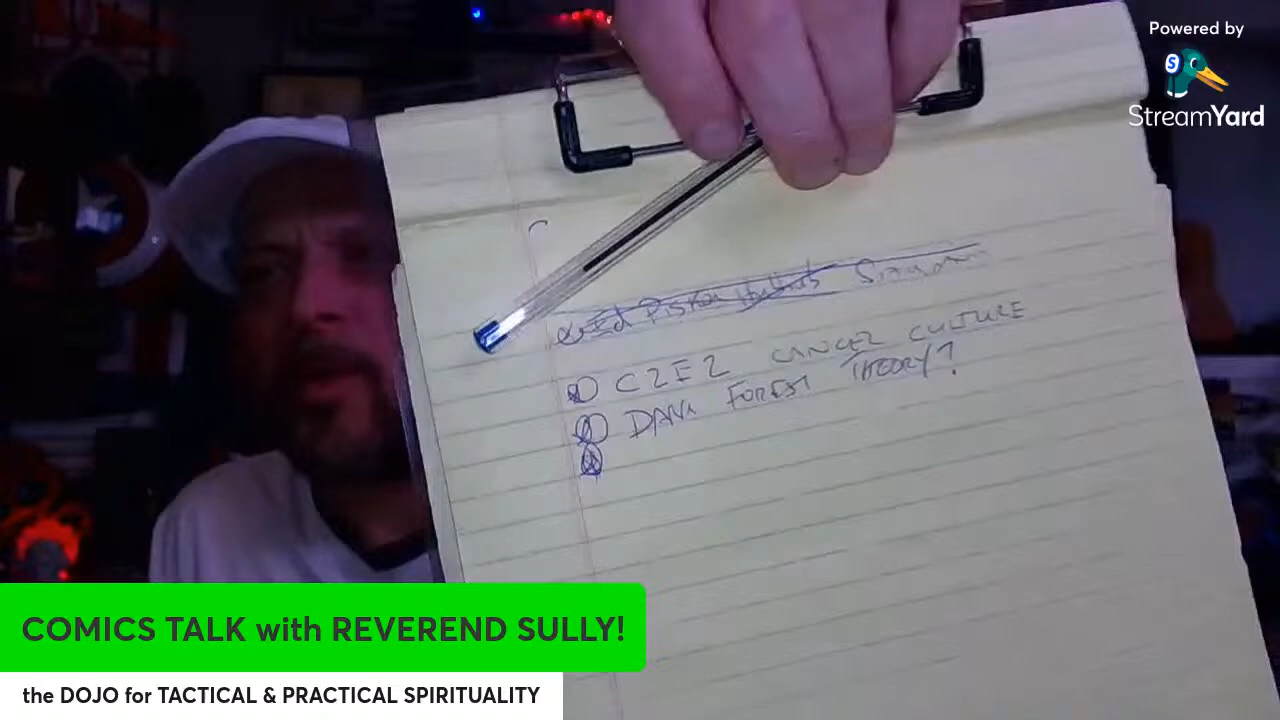 Powered by
S
StreamYard
C2E2 CANCEL CULTURE
DARK FOREST THEORY?
COMICS TALK with REVEREND SULLY!
the DOJO for TACTICAL & PRACTICAL SPIRITUALITY